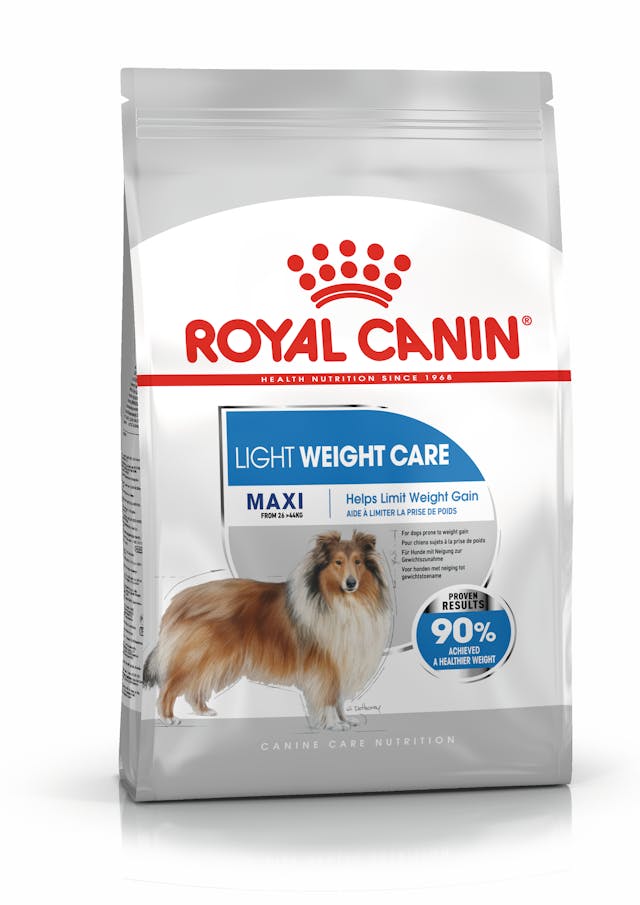 ROYAL CANIN®
HEALTH NUTRITION SINCE 1968
LIGHT WEIGHT CARE
MAXI
FROM 26 >44KG
Helps Limit Weight Gain
AIDE À LIMITER LA PRISE DE POIDS
For dogs prone to weight gain
Pour chiens sujets à la prise de poids
Für Hunde mit Neigung zur
Gewichtszunahme
Voor honden met neiging tot
gewichtstoename
PROVEN
RESULTS
90%
ACHIEVED
A HEALTHIER WEIGHT
CANINE CARE NUTRITION